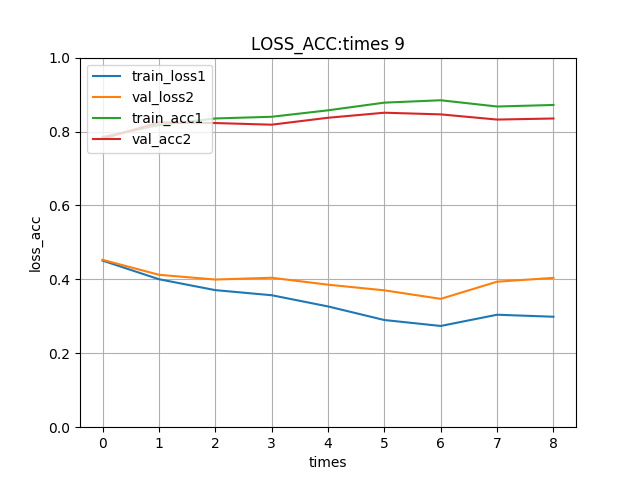 LOSS_ACC:times 9
1.0
0.8
0.6
0.4
0.2
0.0
loss_acc
train_loss1
val_loss2
train_acc1
val_acc2
0 1 2 3 4 5 6 7 8
times